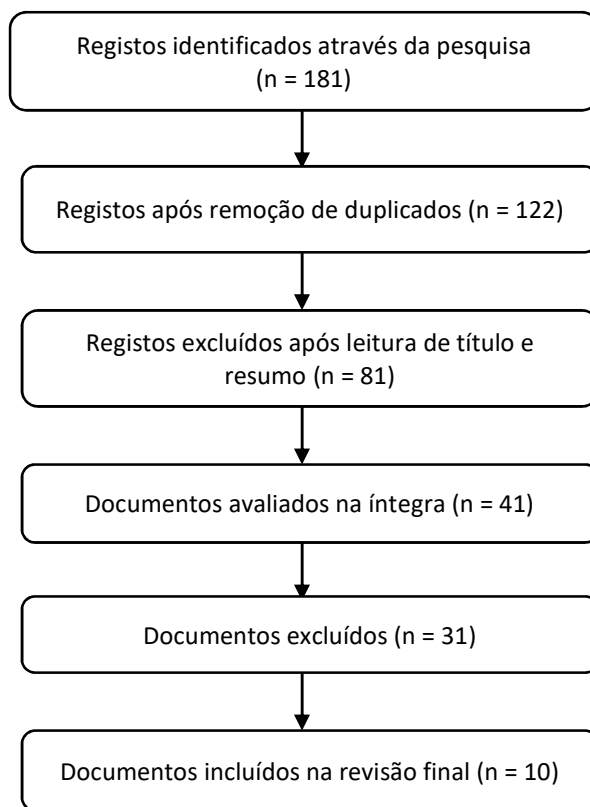 Registos identificados através da pesquisa
(n = 181)
Registos após remoção de duplicados (n = 122)
Registos excluídos após leitura de título e
resumo (n = 81)
Documentos avaliados na íntegra (n = 41)
Documentos excluídos (n = 31)
Documentos incluídos na revisão final (n = 10)